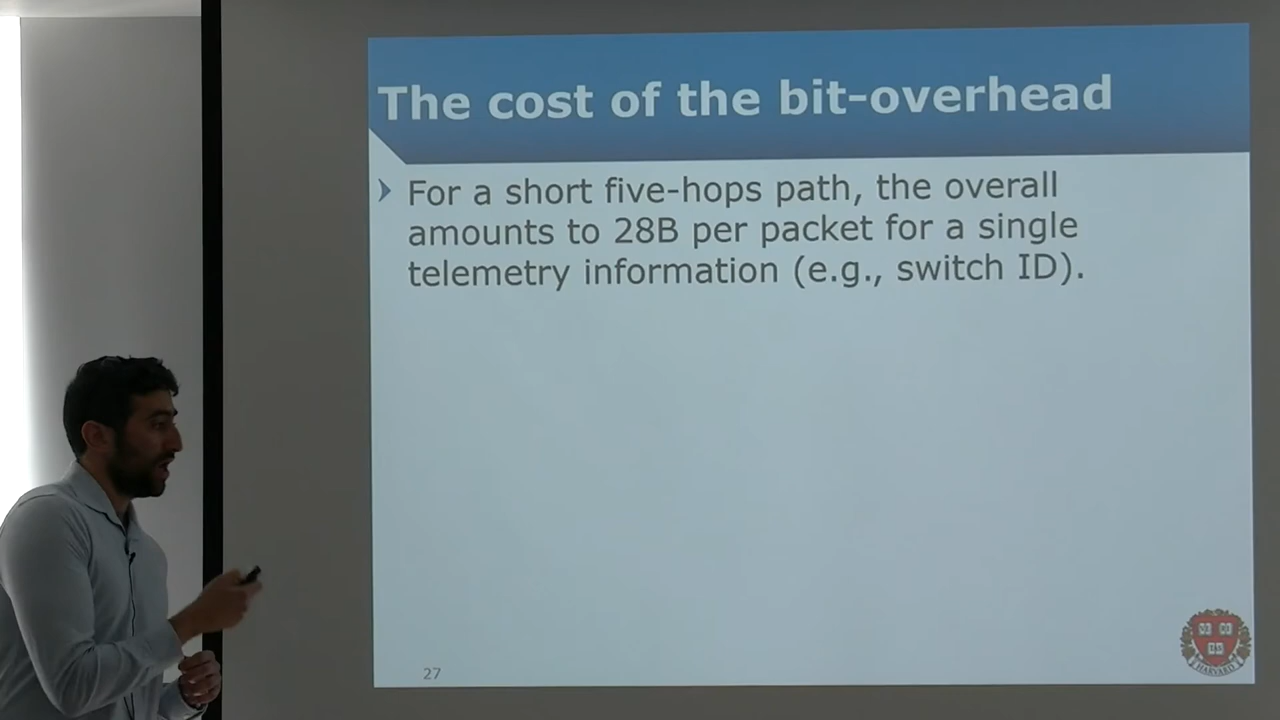 The cost of the bit-overhead
For a short five-hops path, the overall
amounts to 28B per packet for a single
telemetry information (e.g., switch ID).
27
HARVARD